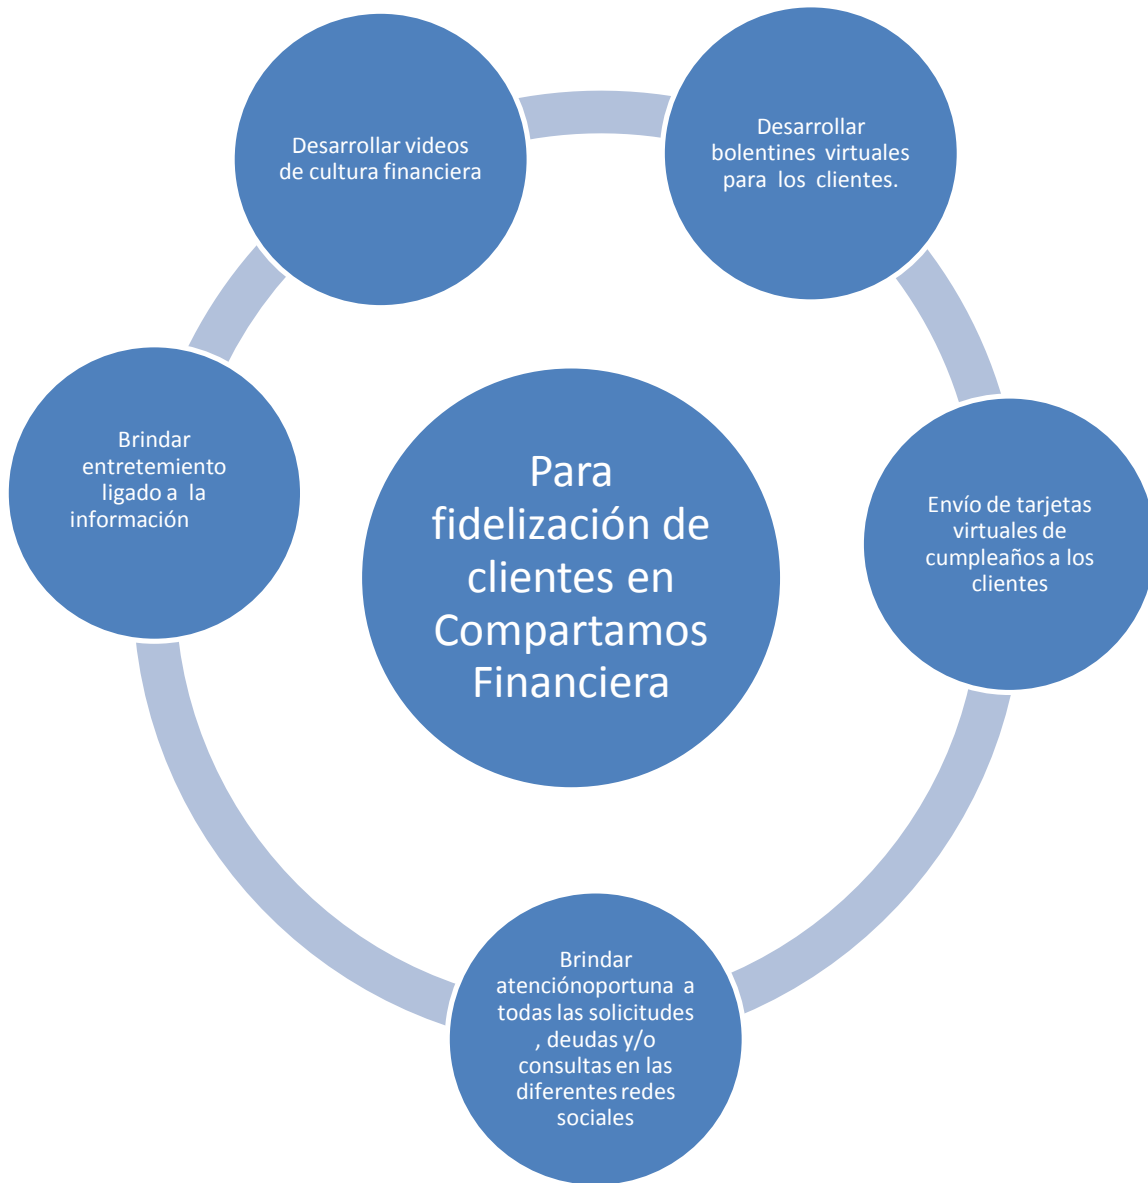 Desarrollar videos
de cultura financiera
Desarrollar
bolentines virtuales
para los clientes.
Brindar
entretemiento
ligado a la
información
Para
fidelización de
clientes en
Compartamos
Financiera
Envío de tarjetas
virtuales de
cumpleaños a los
clientes
Brindar
atenciónoportuna a
todas las solicitudes
, deudas y/o
consultas en las
diferentes redes
sociales